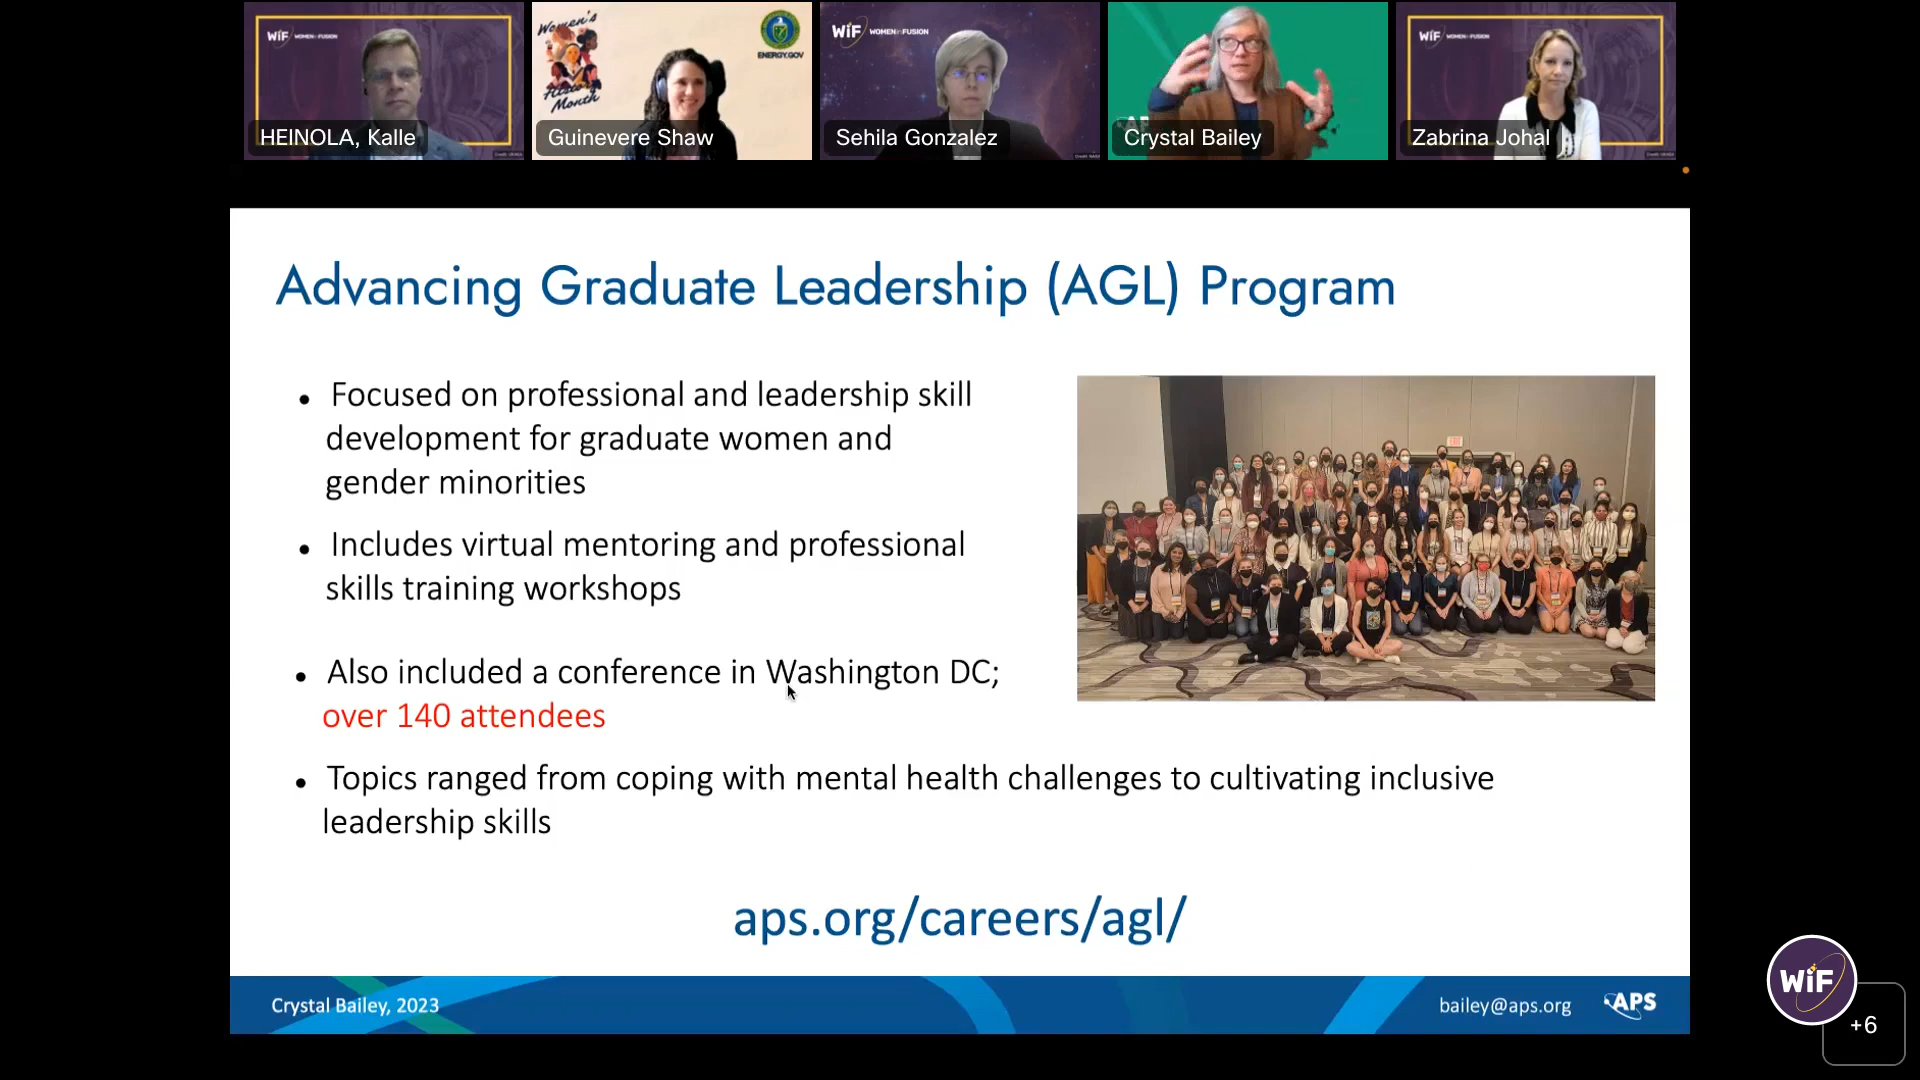 WiF WOMEN IN FUSION
HEINOLA, Kalle
Women's
History
Month
ENERGY.GOV
Guinevere Shaw
WiF WOMEN IN FUSION
Sehila Gonzalez
Crystal Bailey
WiF WOMEN IN FUSION
Zabrina Johal
Advancing Graduate Leadership (AGL) Program
• Focused on professional and leadership skill
development for graduate women and
gender minorities
• Includes virtual mentoring and professional
skills training workshops
• Also included a conference in Washington DC;
over 140 attendees
• Topics ranged from coping with mental health challenges to cultivating inclusive
leadership skills
aps.org/careers/agl/
Crystal Bailey, 2023
bailey@aps.org
APS
WiF
+6